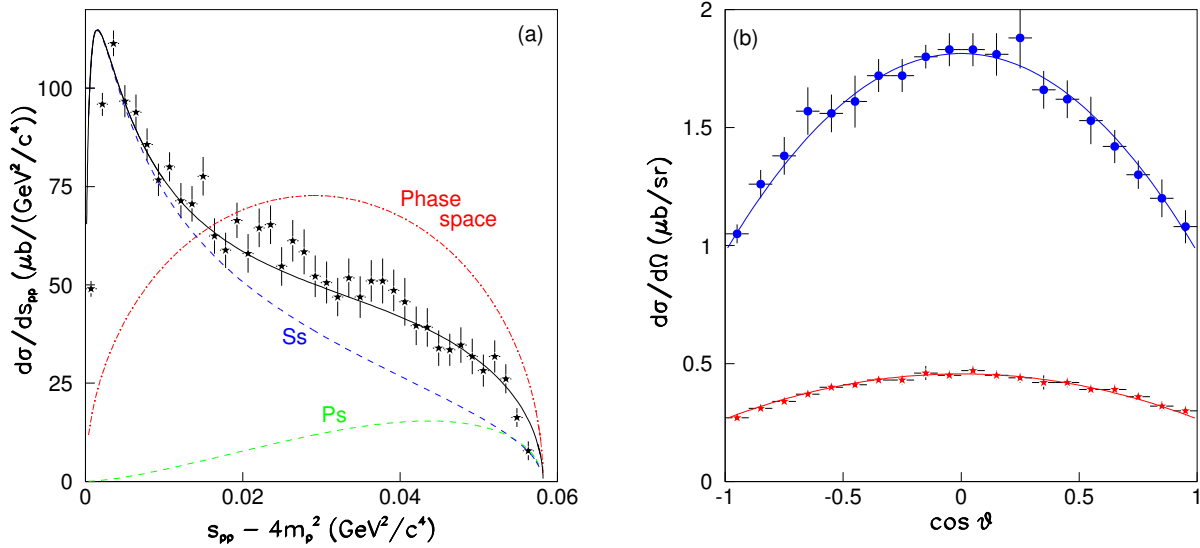 (a)
dσ/ds_pp (μb/(GeV²/c⁴))
100
75
50
25
0
Phase
space
Ss
Ps
0
0.02
0.04
0.06
s_pp − 4m_p² (GeV²/c⁴)
(b)
dσ/dΩ (μb/sr)
2
1.5
1
0.5
0
-1
-0.5
0
0.5
1
cos ϑ